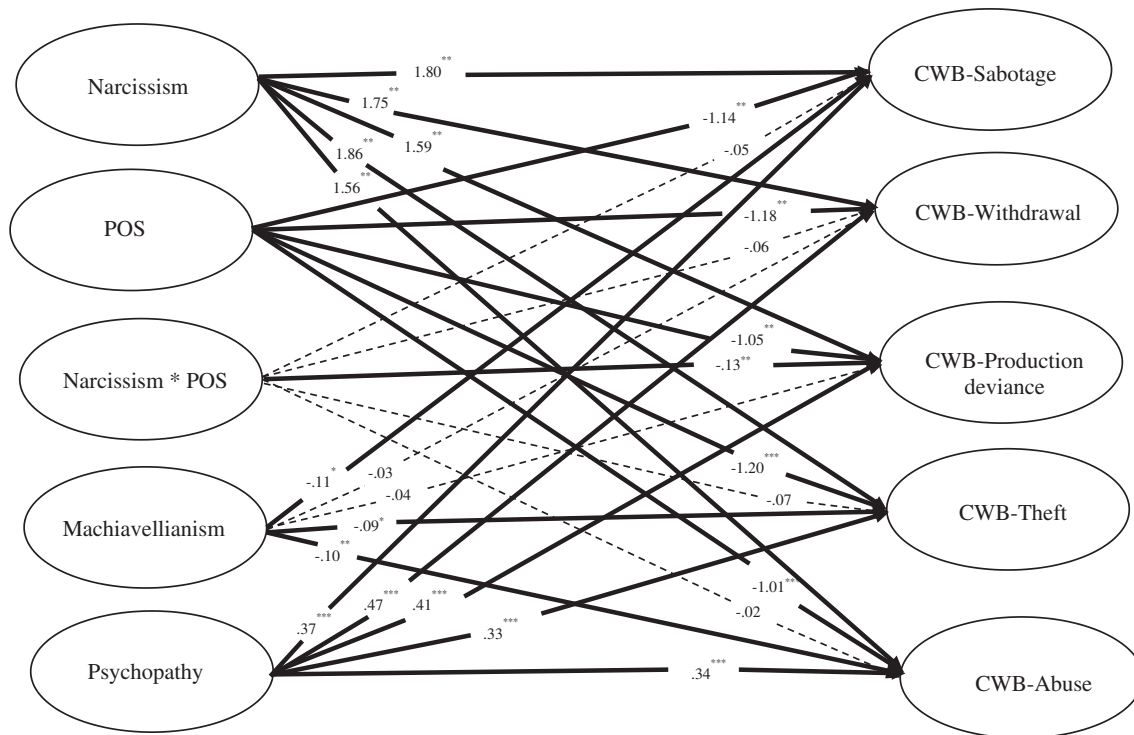 Narcissism
CWB-Sabotage
1.80**
1.75**
-1.14**
1.86**
1.59**
-.05
1.56**
POS
CWB-Withdrawal
-1.18**
-.06
Narcissism * POS
-1.05**
-.13**
CWB-Production
deviance
Machiavellianism
-.11*
-.03
-.04
-.09*
-.10**
-1.20***
-.07
CWB-Theft
Psychopathy
.37***
.47***
.41***
.33***
-1.01***
-.02
.34***
CWB-Abuse